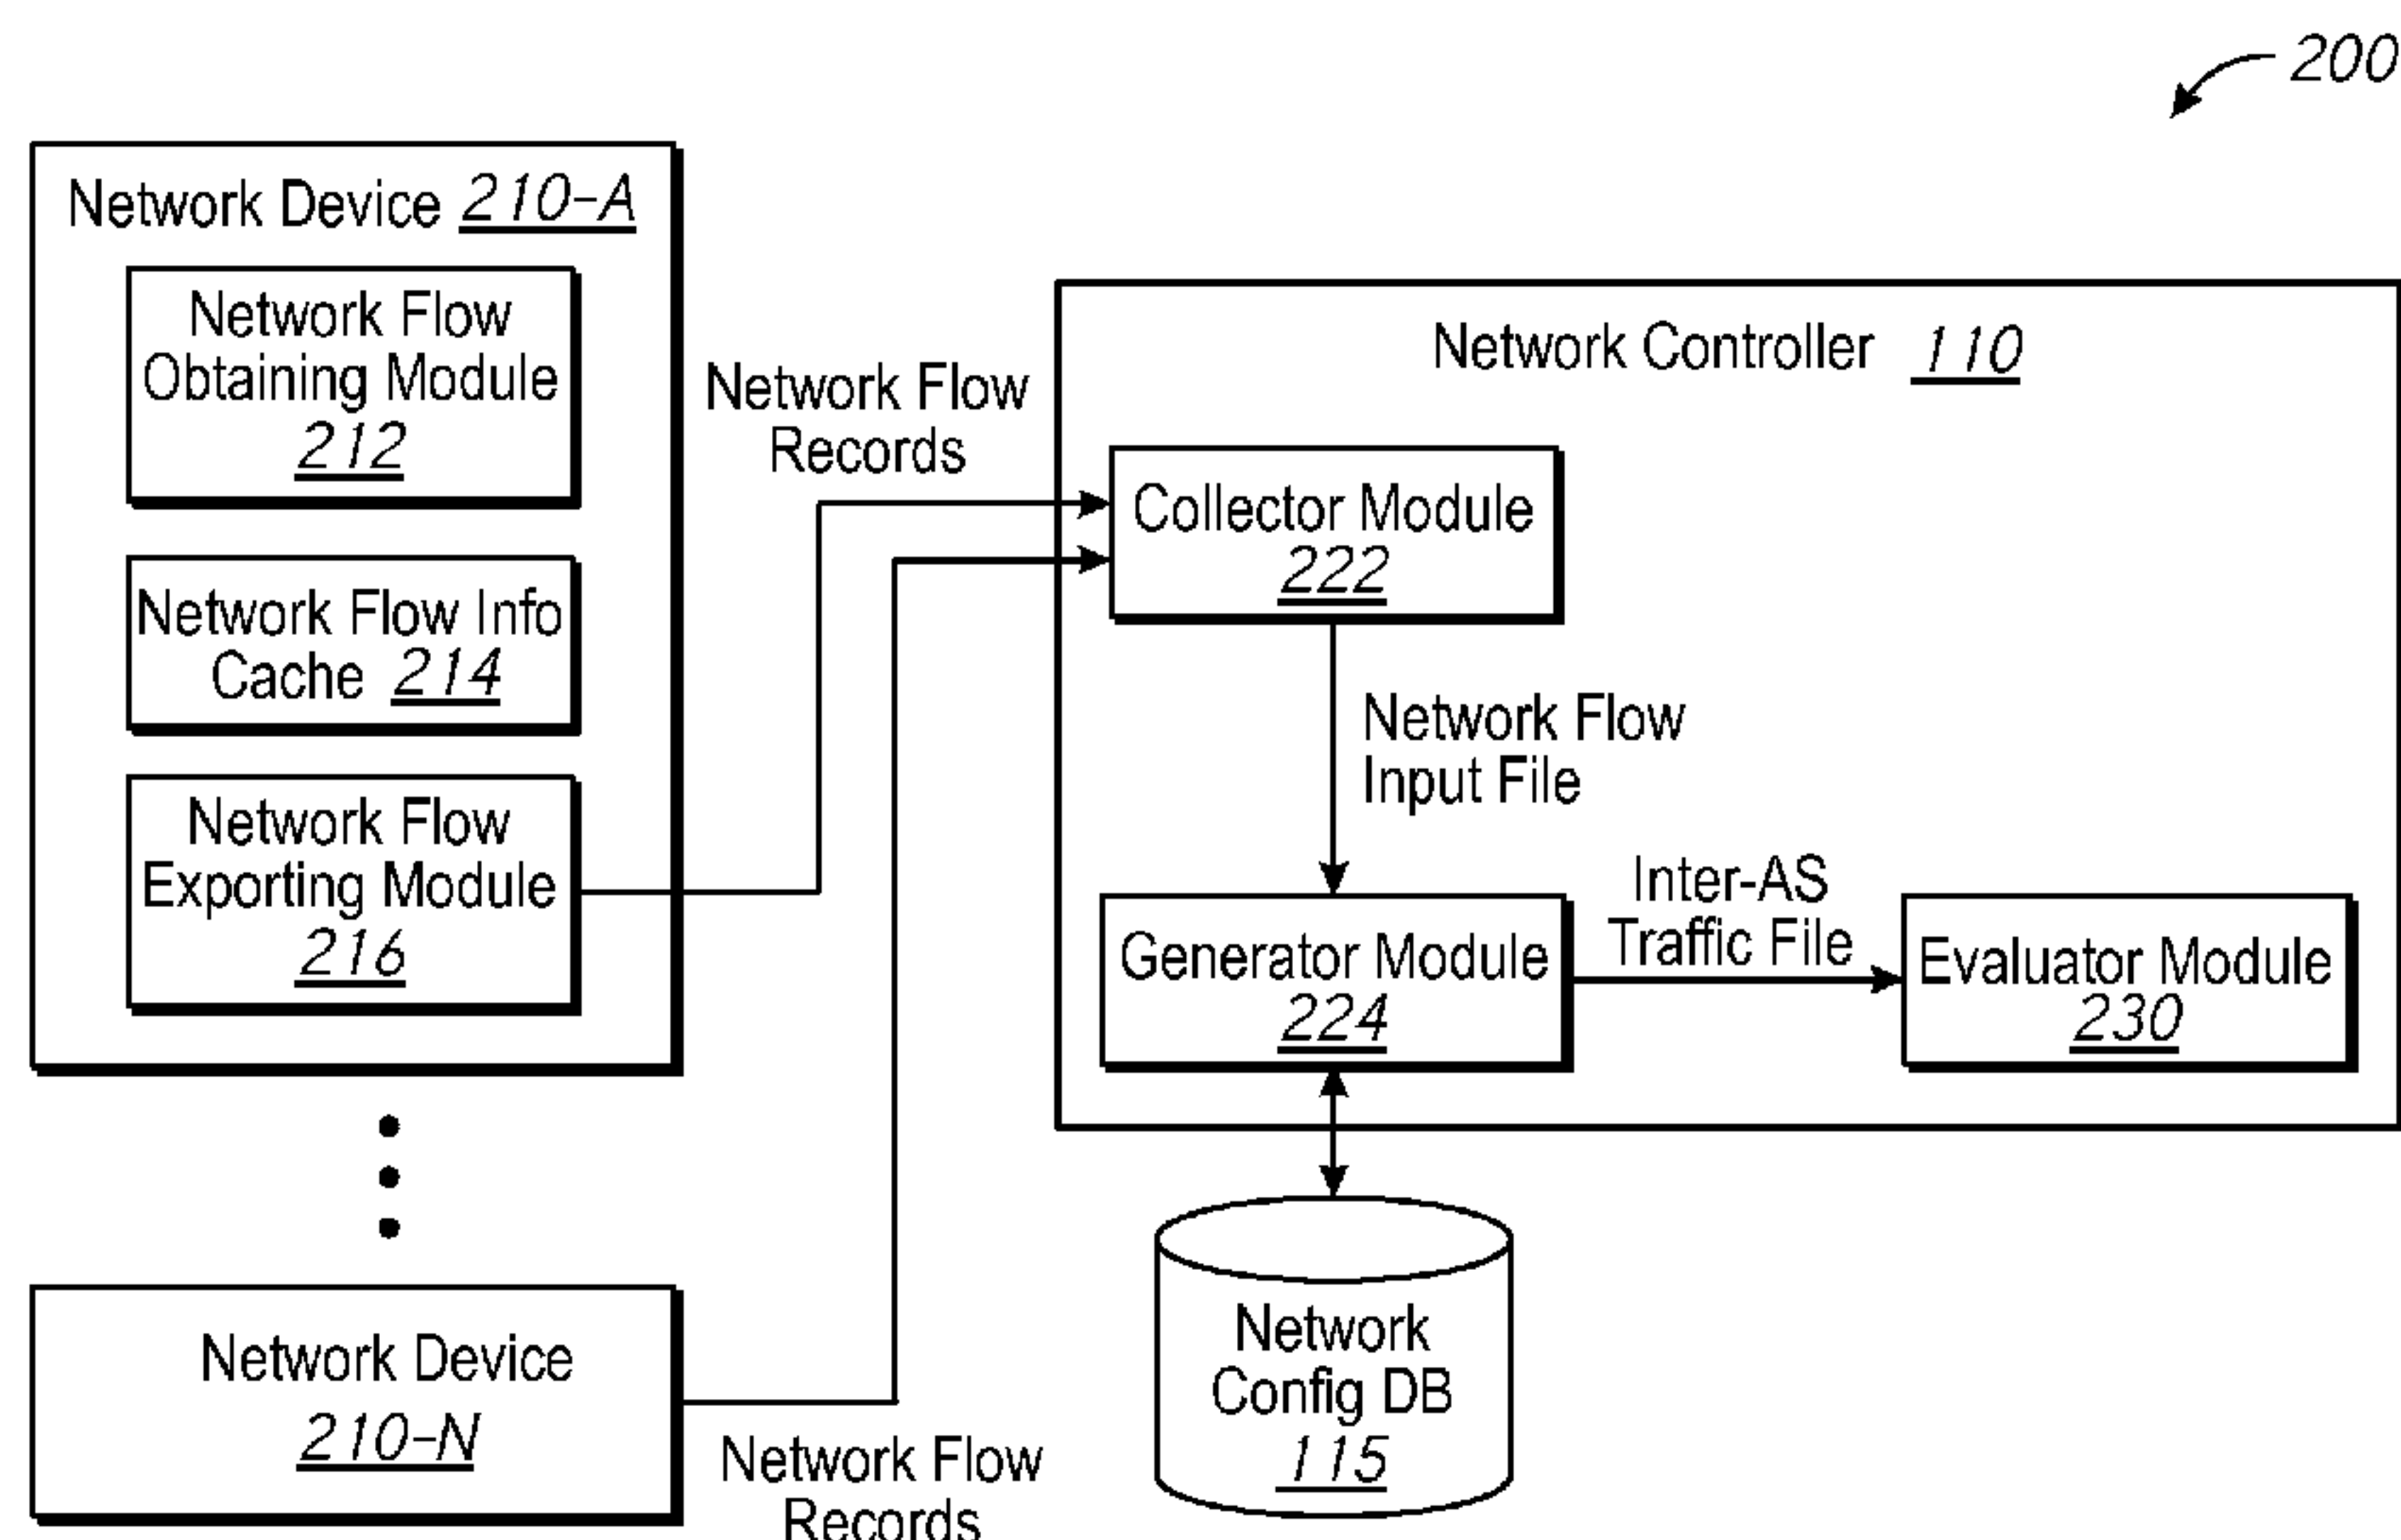 200
Network Device 210-A
Network Flow
Obtaining Module
212
Network Flow Info
Cache 214
Network Flow
Exporting Module
216
Network Device
210-N
Network Flow
Records
Network Flow
Records
Network Controller 110
Collector Module
222
Network Flow
Input File
Generator Module
224
Inter-AS
Traffic File
Evaluator Module
230
Network
Config DB
115